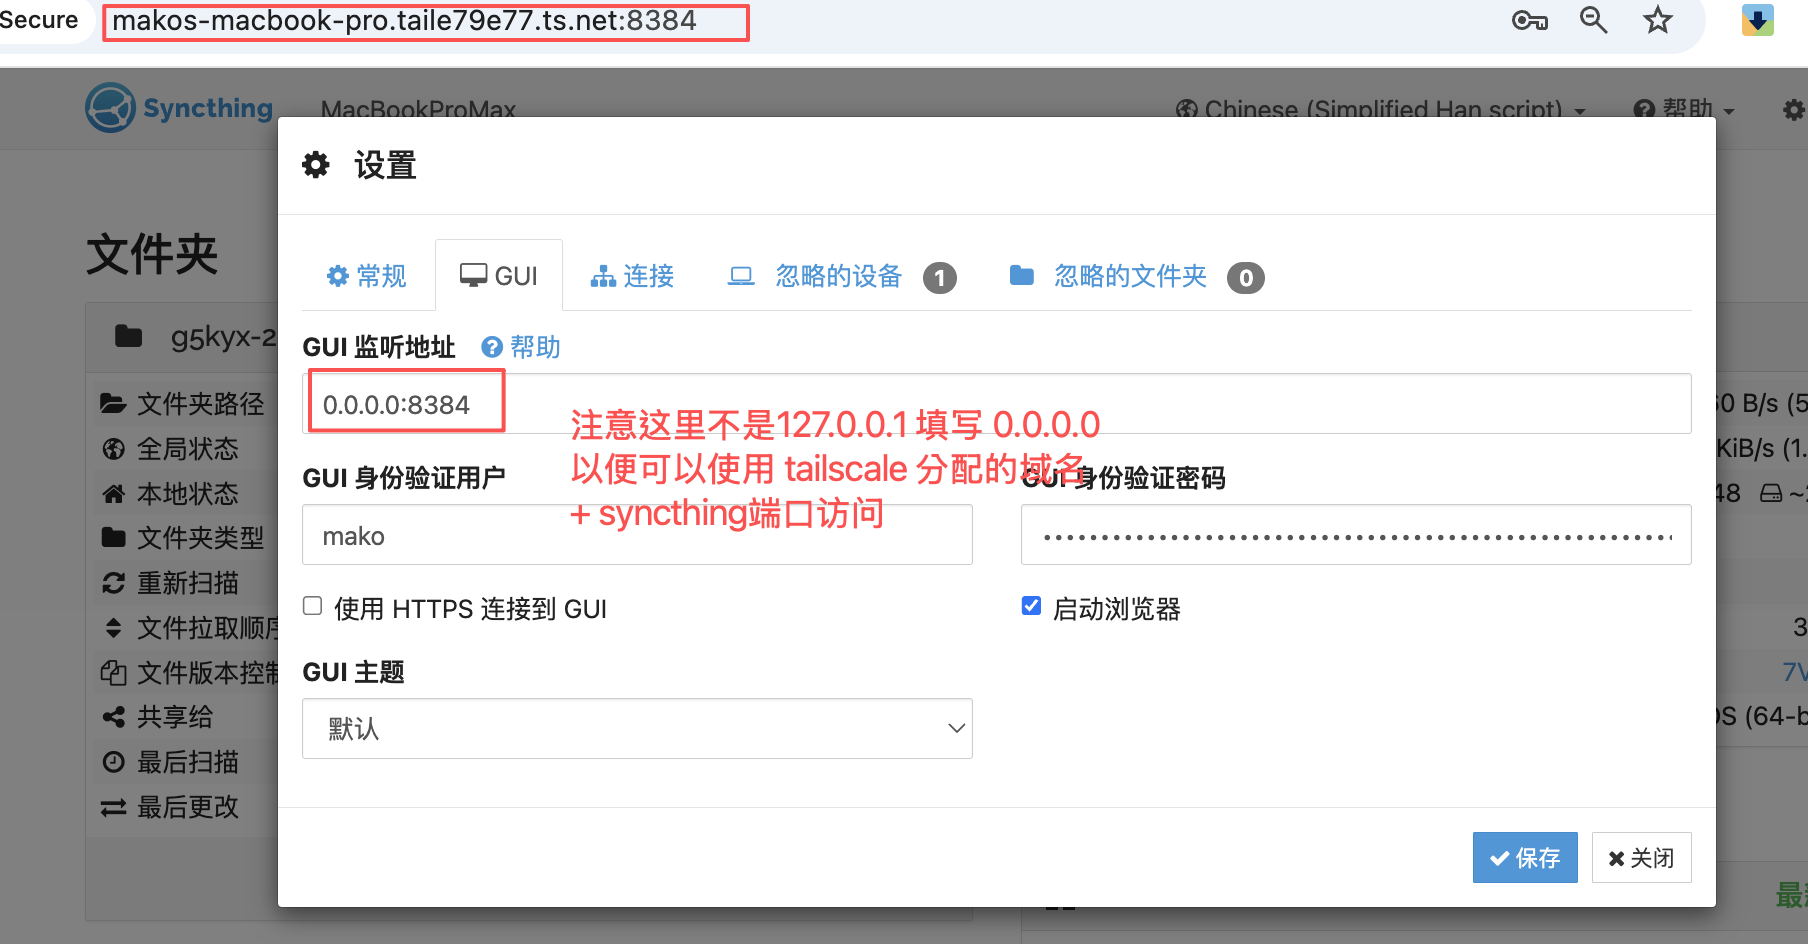 Secure
makos-macbook-pro.taile79e77.ts.net:8384
Syncthing
MacBookProMax
Chinese (Simplified Han script)
帮助
设置
文件夹
常规
GUI
连接
忽略的设备 1
忽略的文件夹 0
g5kyx-2
GUI 监听地址
帮助
0.0.0.0:8384
注意这里不是127.0.0.1 填写 0.0.0.0
以便可以使用 tailscale 分配的域名
+ syncthing端口访问
GUI 身份验证用户
GUI 身份验证密码
mako
使用 HTTPS 连接到 GUI
启动浏览器
GUI 主题
默认
文件夹路径
全局状态
本地状态
文件夹类型
重新扫描
文件拉取顺序
文件版本控制
共享给
最后扫描
最后更改
B/s (5
KiB/s (1.
48 ~
3
7V
OS (64-b
保存
关闭